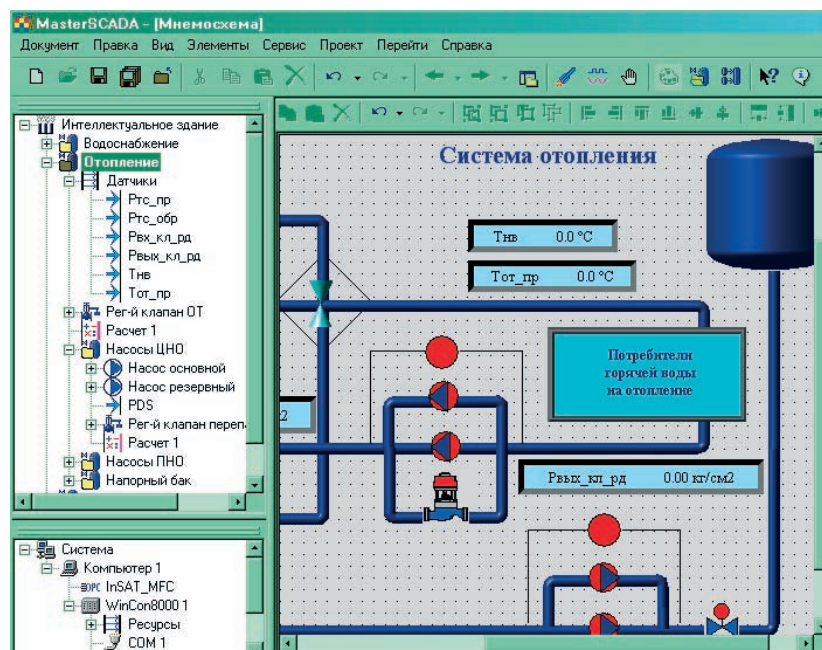 MasterSCADA - [Мнемосхема]
Документ Правка Вид Элементы Сервис Проект Перейти Справка
Интеллектуальное здание
Водоснабжение
Отопление
Датчики
Ртс_пр
Ртс_обр
Рвх_кл_рд
Рвых_кл_рд
Тнв
Тот_пр
Рег-й клапан ОТ
Расчет 1
Насосы ЦНО
Насос основной
Насос резервный
PDS
Рег-й клапан перепа
Расчет 1
Насосы ПНО
Напорный бак
Система
Компьютер 1
OPC InSAT_MFC
WinCon8000 1
Ресурсы
COM 1
Система отопления
Тнв 0.0 °C
Тот_пр 0.0 °C
Потребители
горячей воды
на отопление
Рвых_кл_рд 0.00 кг/см2